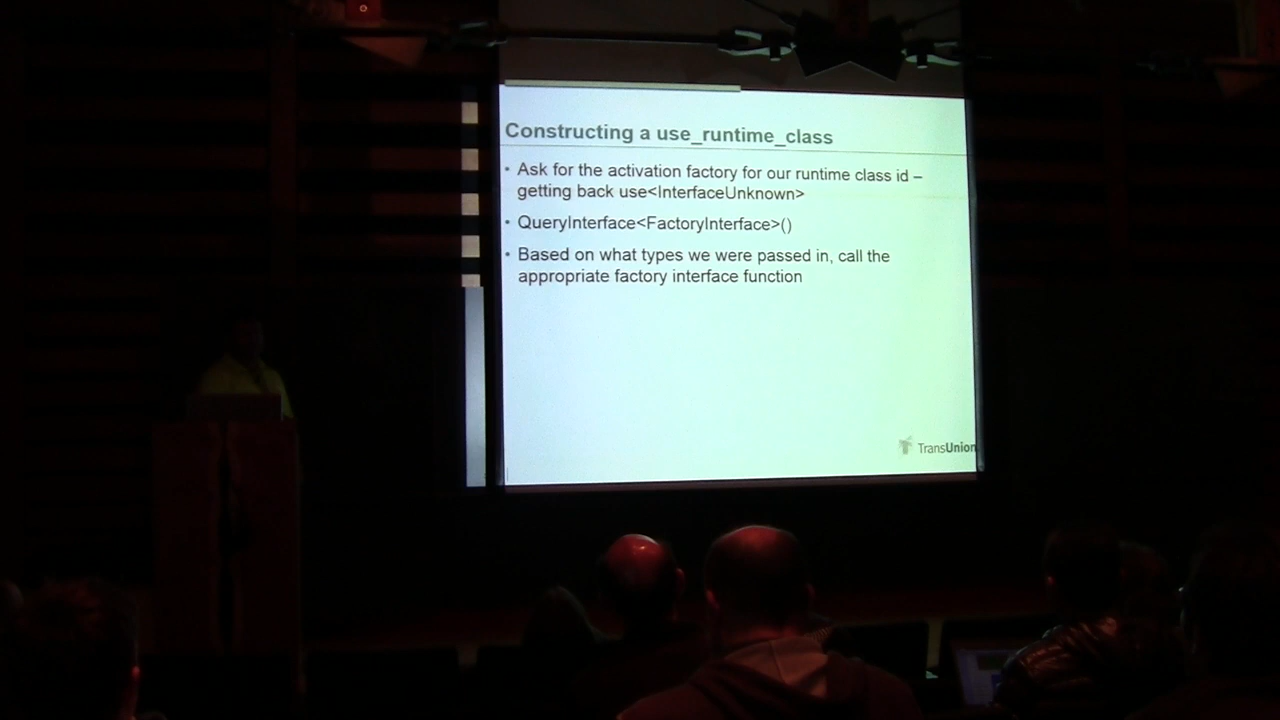 Constructing a use_runtime_class
• Ask for the activation factory for our runtime class id –
getting back use<InterfaceUnknown>
• QueryInterface<FactoryInterface>()
• Based on what types we were passed in, call the
appropriate factory interface function
TransUnion